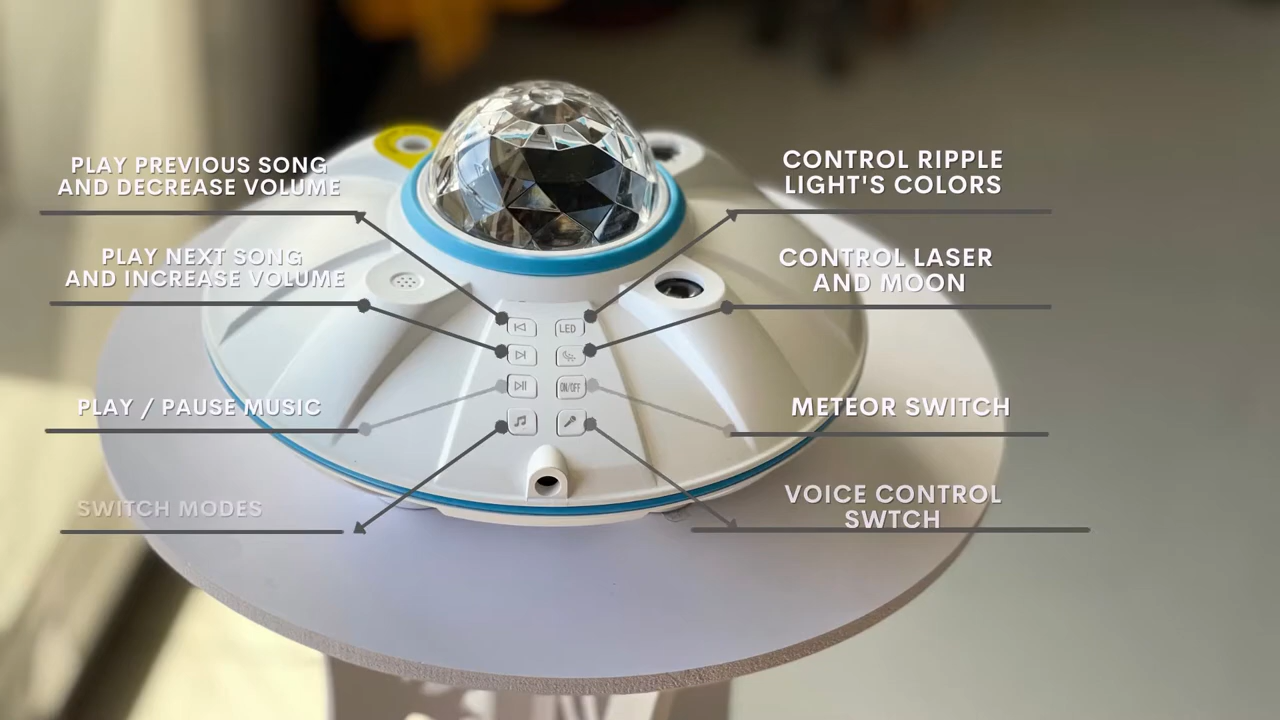 PLAY PREVIOUS SONG
AND DECREASE VOLUME
PLAY NEXT SONG
AND INCREASE VOLUME
PLAY / PAUSE MUSIC
SWITCH MODES
CONTROL RIPPLE
LIGHT'S COLORS
CONTROL LASER
AND MOON
METEOR SWITCH
VOICE CONTROL
SWTCH
LED
ON/OFF